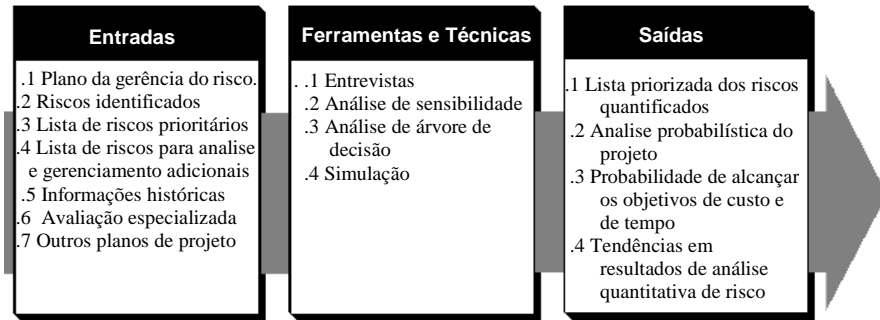 Entradas
.1 Plano da gerência do risco.
.2 Riscos identificados
.3 Lista de riscos prioritários
.4 Lista de riscos para analise
e gerenciamento adicionais
.5 Informações históricas
.6 Avaliação especializada
.7 Outros planos de projeto
Ferramentas e Técnicas
. .1 Entrevistas
.2 Análise de sensibilidade
.3 Análise de árvore de
decisão
.4 Simulação
Saídas
.1 Lista priorizada dos riscos
quantificados
.2 Analise probabilística do
projeto
.3 Probabilidade de alcançar
os objetivos de custo e
de tempo
.4 Tendências em
resultados de análise
quantitativa de risco